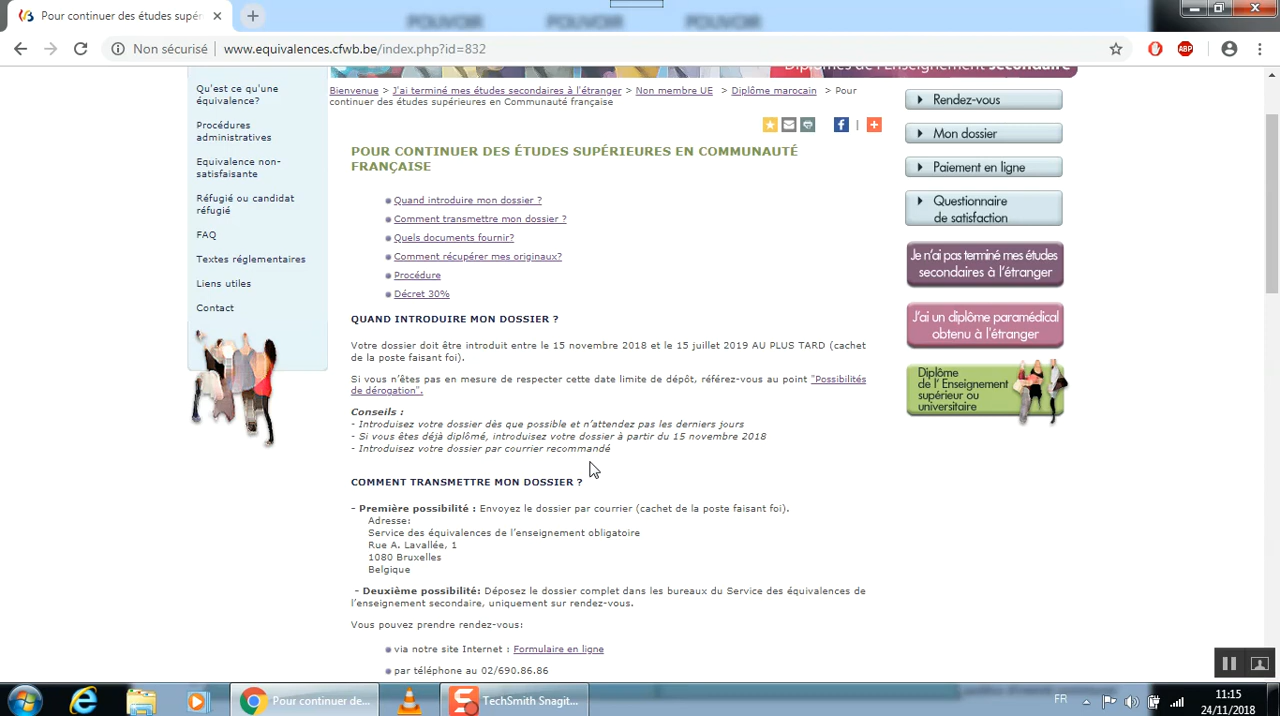 Pour continuer des études supéri
POUVOIR POUVOIR POUVOIR
Non sécurisé www.equivalences.cfwb.be/index.php?id=832
ABP
Diplômes de l'Enseignement secondaire
Qu'est ce qu'une
équivalence?
Procédures
administratives
Equivalence non-
satisfaisante
Réfugié ou candidat
réfugié
FAQ
Textes réglementaires
Liens utiles
Contact
Bienvenue > J'ai terminé mes études secondaires à l'étranger > Non membre UE > Diplôme marocain > Pour
continuer des études supérieures en Communauté française
POUR CONTINUER DES ÉTUDES SUPÉRIEURES EN COMMUNAUTÉ
FRANÇAISE
Quand introduire mon dossier ?
Comment transmettre mon dossier ?
Quels documents fournir?
Comment récupérer mes originaux?
Procédure
Décret 30%
QUAND INTRODUIRE MON DOSSIER ?
Votre dossier doit être introduit entre le 15 novembre 2018 et le 15 juillet 2019 AU PLUS TARD (cachet
de la poste faisant foi).
Si vous n'êtes pas en mesure de respecter cette date limite de dépôt, référez-vous au point "Possibilités
de dérogation".
Conseils :
- Introduisez votre dossier dès que possible et n'attendez pas les derniers jours
- Si vous êtes déjà diplômé, introduisez votre dossier à partir du 15 novembre 2018
- Introduisez votre dossier par courrier recommandé
COMMENT TRANSMETTRE MON DOSSIER ?
- Première possibilité : Envoyez le dossier par courrier (cachet de la poste faisant foi).
Adresse:
Service des équivalences de l'enseignement obligatoire
Rue A. Lavallée, 1
1080 Bruxelles
Belgique
- Deuxième possibilité: Déposez le dossier complet dans les bureaux du Service des équivalences de
l'enseignement secondaire, uniquement sur rendez-vous.
Vous pouvez prendre rendez-vous:
via notre site Internet : Formulaire en ligne
par téléphone au 02/690.86.86
Rendez-vous
Mon dossier
Paiement en ligne
Questionnaire
de satisfaction
Je n'ai pas terminé mes études
secondaires à l'étranger
J'ai un diplôme paramédical
obtenu à l'étranger
Diplôme
de l' Enseignement
supérieur ou
universitaire
Pour continuer de...
TechSmith Snagit...
FR
11:15
24/11/2018